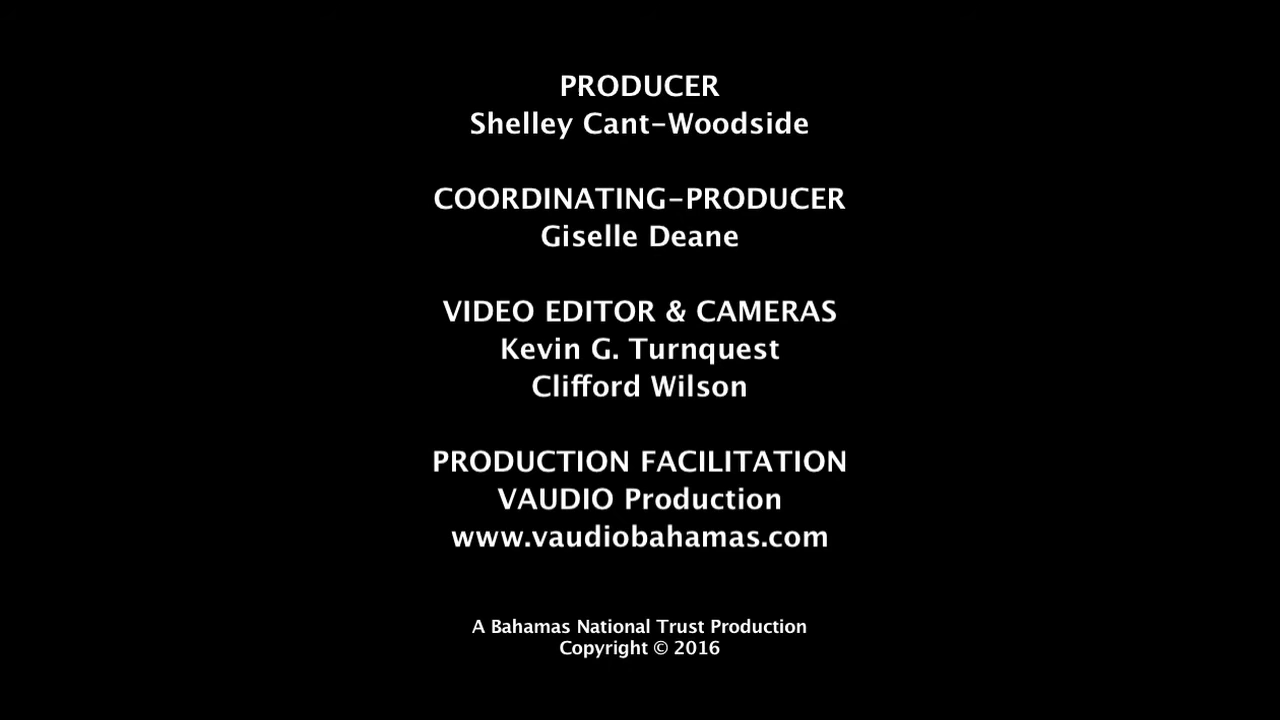 PRODUCER
Shelley Cant-Woodside
COORDINATING-PRODUCER
Giselle Deane
VIDEO EDITOR & CAMERAS
Kevin G. Turnquest
Clifford Wilson
PRODUCTION FACILITATION
VAUDIO Production
www.vaudiobahamas.com
A Bahamas National Trust Production
Copyright © 2016